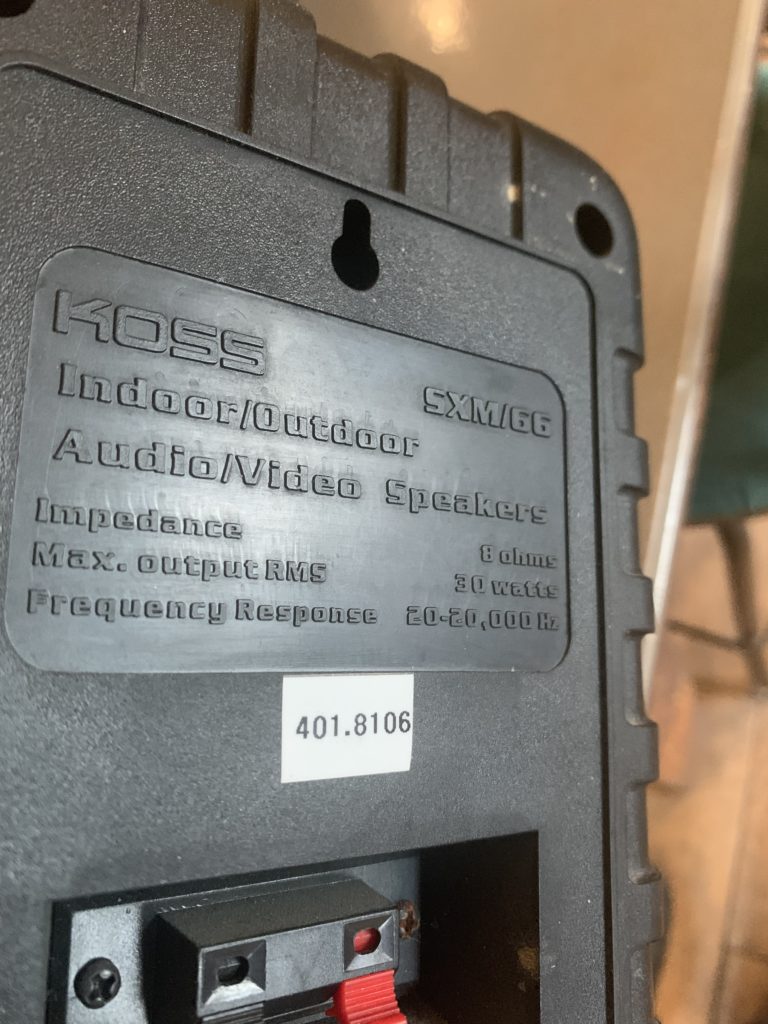 KOSS
SXM/66
Indoor/Outdoor
Audio/Video Speakers
Impedance 8 ohms
Max. output RMS 30 watts
Frequency Response 20-20,000 Hz
401.8106